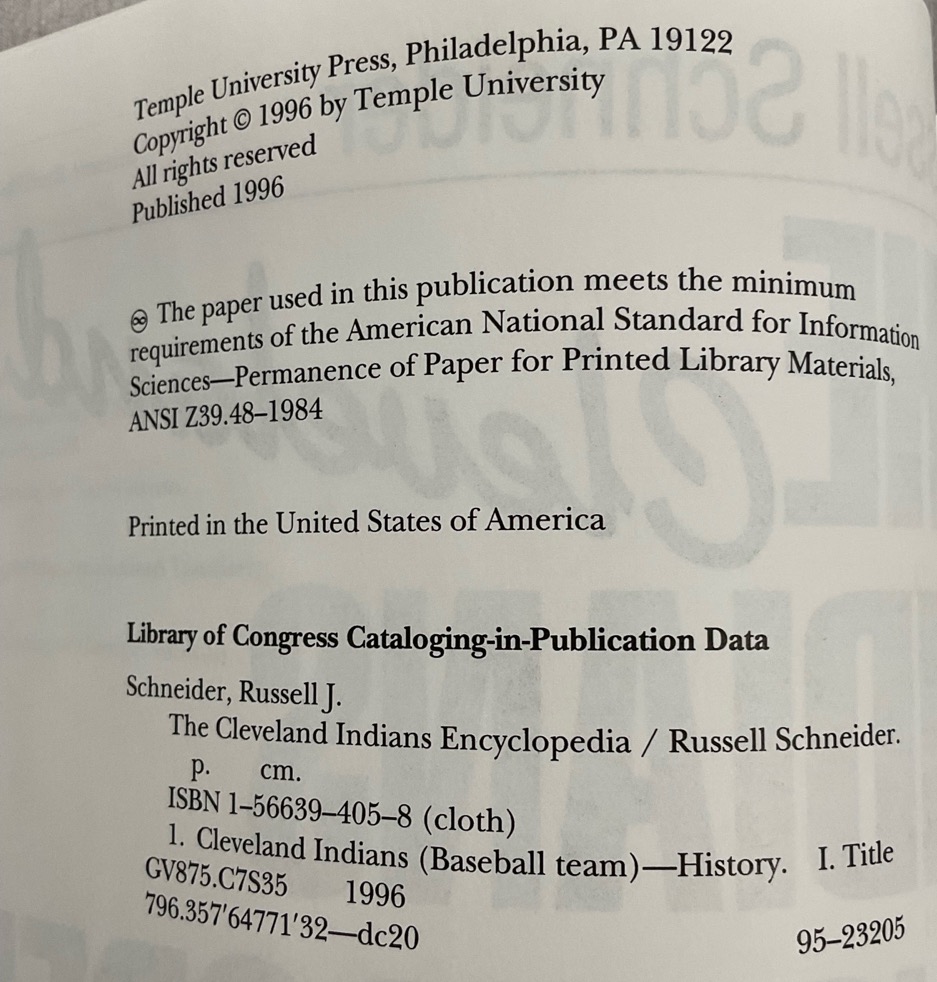 Temple University Press, Philadelphia, PA 19122
Copyright © 1996 by Temple University
All rights reserved
Published 1996
♾ The paper used in this publication meets the minimum
requirements of the American National Standard for Information
Sciences—Permanence of Paper for Printed Library Materials,
ANSI Z39.48–1984
Printed in the United States of America
Library of Congress Cataloging-in-Publication Data
Schneider, Russell J.
The Cleveland Indians Encyclopedia / Russell Schneider.
p. cm.
ISBN 1–56639–405–8 (cloth)
1. Cleveland Indians (Baseball team)—History. I. Title
GV875.C7S35 1996
796.357′64771′32—dc20
95–23205